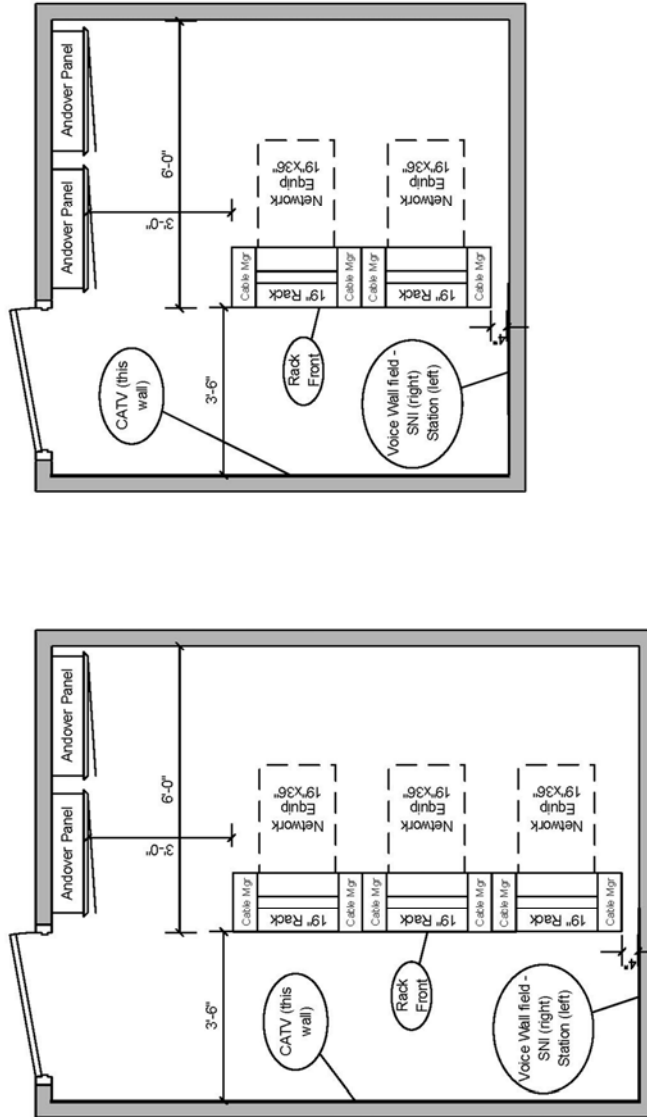 Andover Panel
Andover Panel
6'-0"
3'-0"
CATV (this
wall)
3'-6"
Cable Mgr
19" Rack
Cable Mgr
Cable Mgr
19" Rack
Cable Mgr
Network
Equip
19"x36"
Network
Equip
19"x36"
Rack
Front
Voice Wall field -
SNI (right)
Station (left)
4"
Andover Panel
Andover Panel
6'-0"
3'-0"
CATV (this
wall)
3'-6"
Cable Mgr
19" Rack
Cable Mgr
Cable Mgr
19" Rack
Cable Mgr
Cable Mgr
19" Rack
Cable Mgr
Network
Equip
19"x36"
Network
Equip
19"x36"
Network
Equip
19"x36"
Rack
Front
Voice Wall field -
SNI (right)
Station (left)
4"